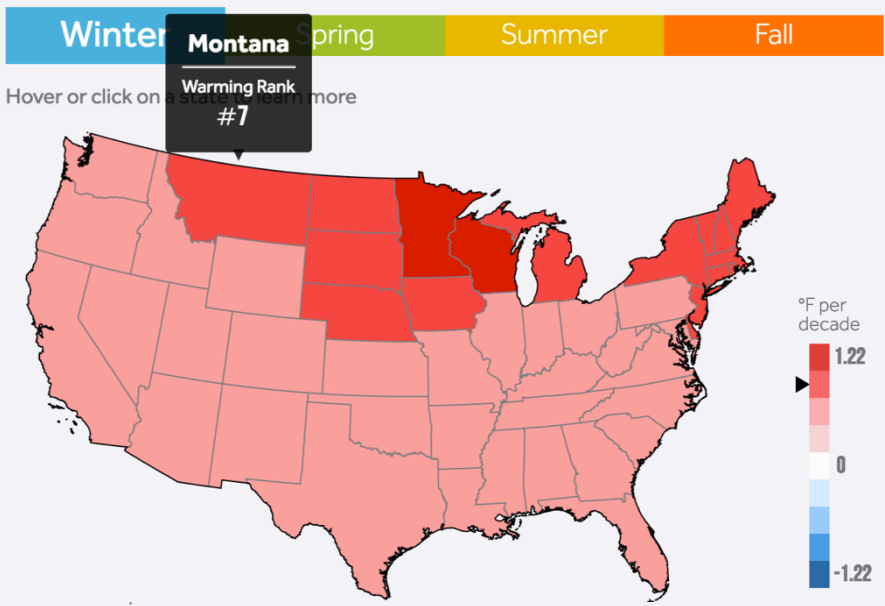 Winter
Spring
Summer
Fall
Montana
Warming Rank
#7
Hover or click on a state to learn more
°F per
decade
1.22
0
-1.22